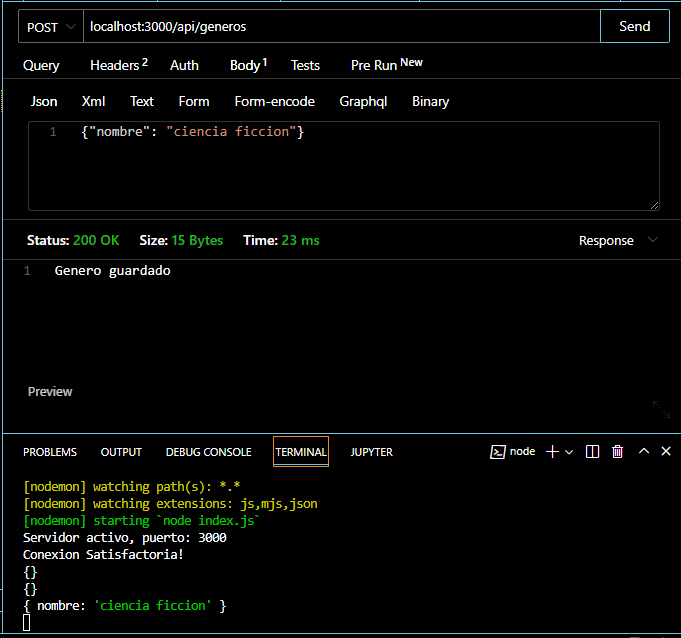 POST localhost:3000/api/generos Send
Query Headers 2 Auth Body 1 Tests Pre Run New
Json Xml Text Form Form-encode Graphql Binary
1 {"nombre": "ciencia ficcion"}
Status: 200 OK Size: 15 Bytes Time: 23 ms Response
1 Genero guardado
Preview
PROBLEMS OUTPUT DEBUG CONSOLE TERMINAL JUPYTER node
[nodemon] watching path(s): *.*
[nodemon] watching extensions: js,mjs,json
[nodemon] starting `node index.js`
Servidor activo, puerto: 3000
Conexion Satisfactoria!
{}
{}
{ nombre: 'ciencia ficcion' }